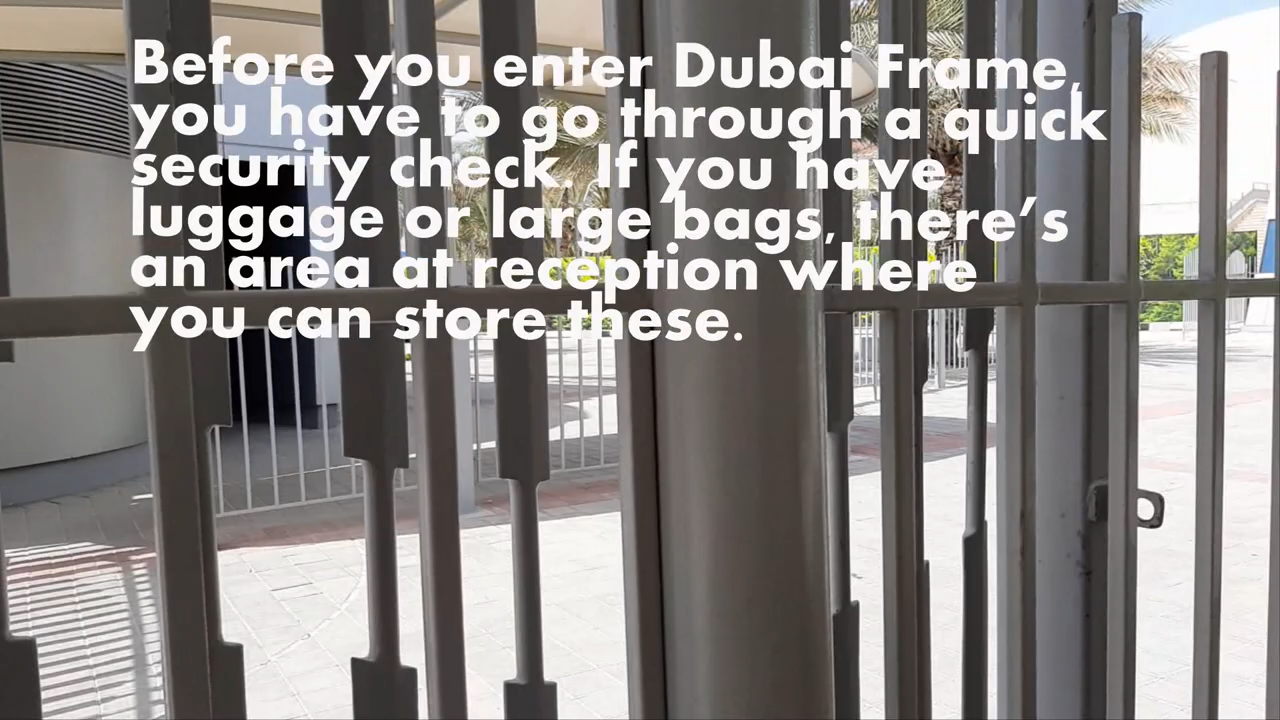 Before you enter Dubai Frame,
you have to go through a quick
security check. If you have
luggage or large bags, there’s
an area at reception where
you can store these.